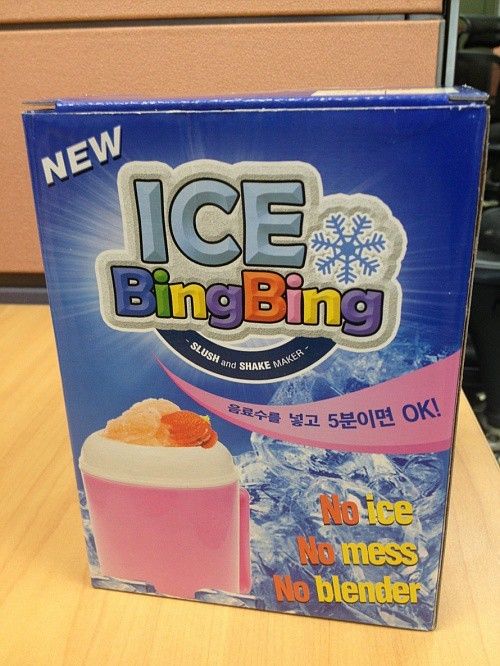 NEW
ICE
BingBing
- SLUSH and SHAKE MAKER -
음료수를 넣고 5분이면 OK!
No ice
No mess
No blender